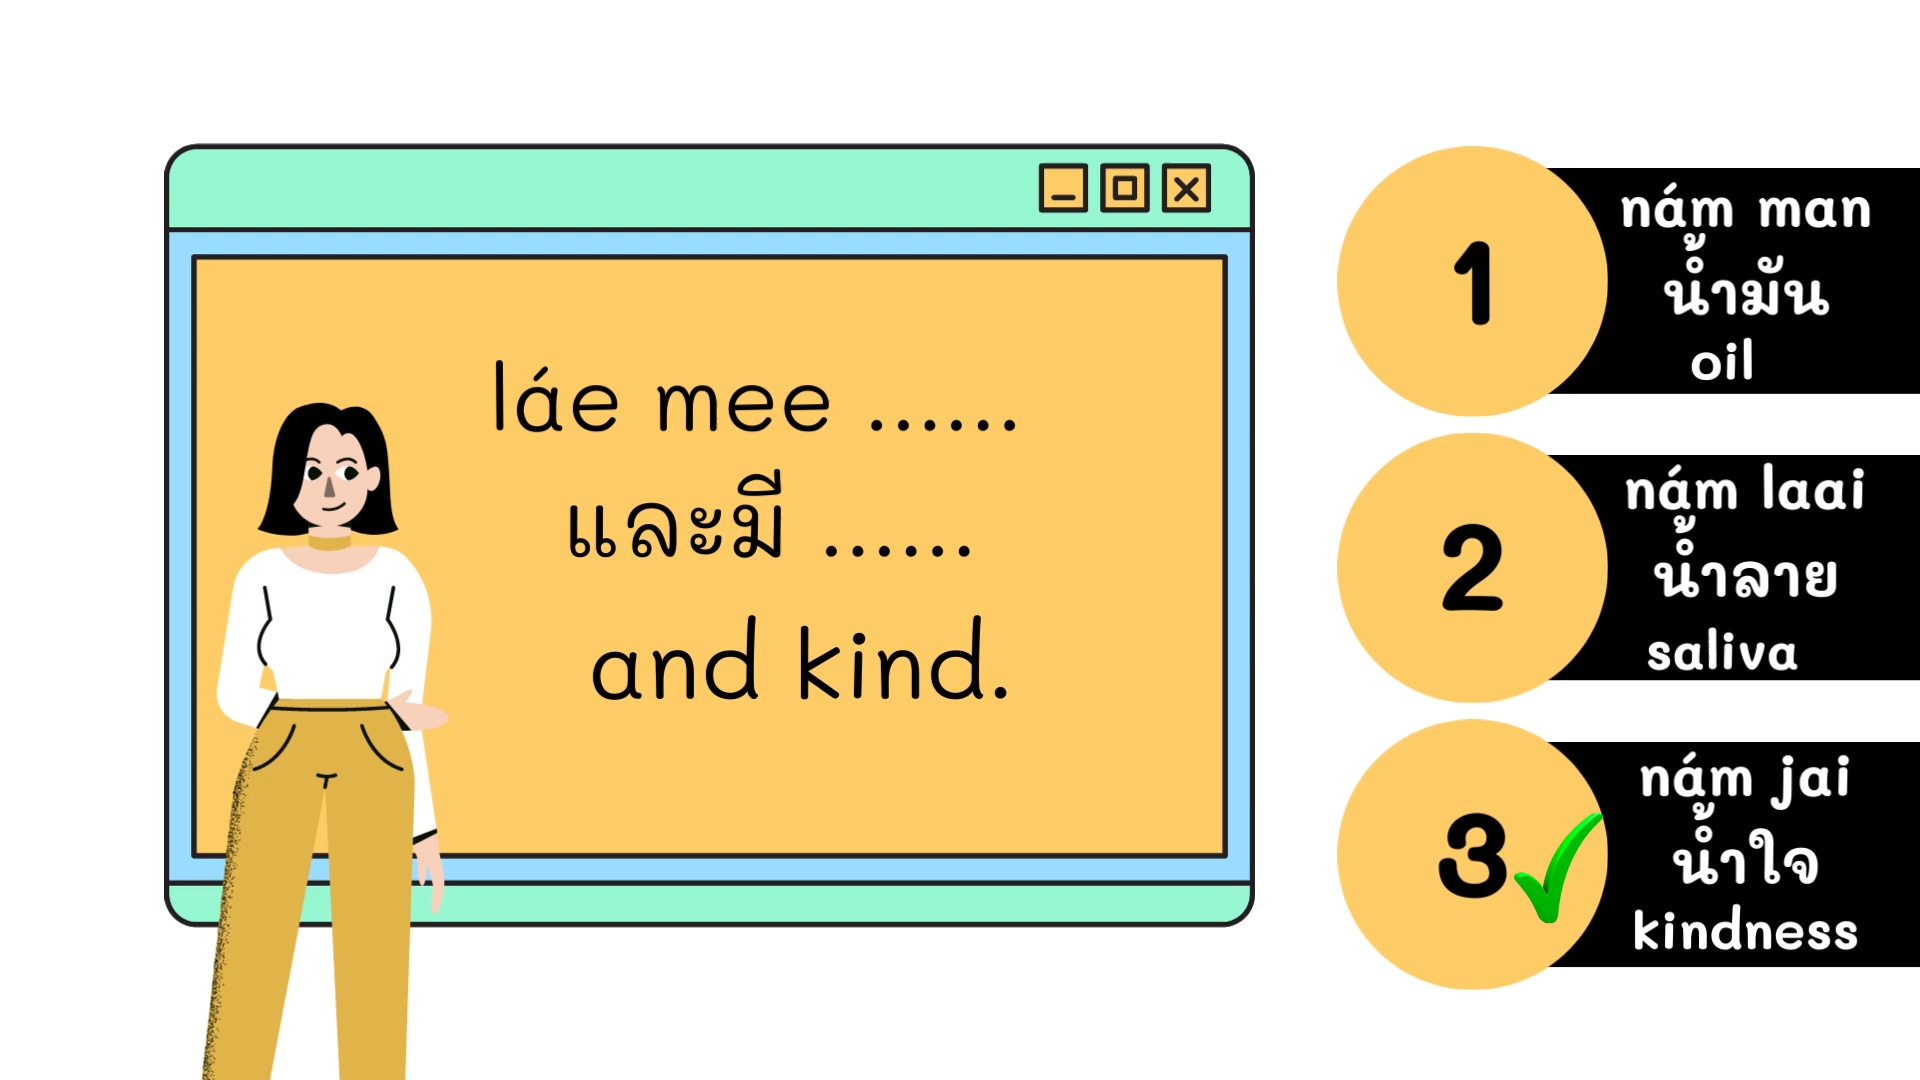 láe mee ......
และมี ......
and kind.
1
nám man
น้ำมัน
oil
2
nám laai
น้ำลาย
saliva
3
nám jai
น้ำใจ
kindness